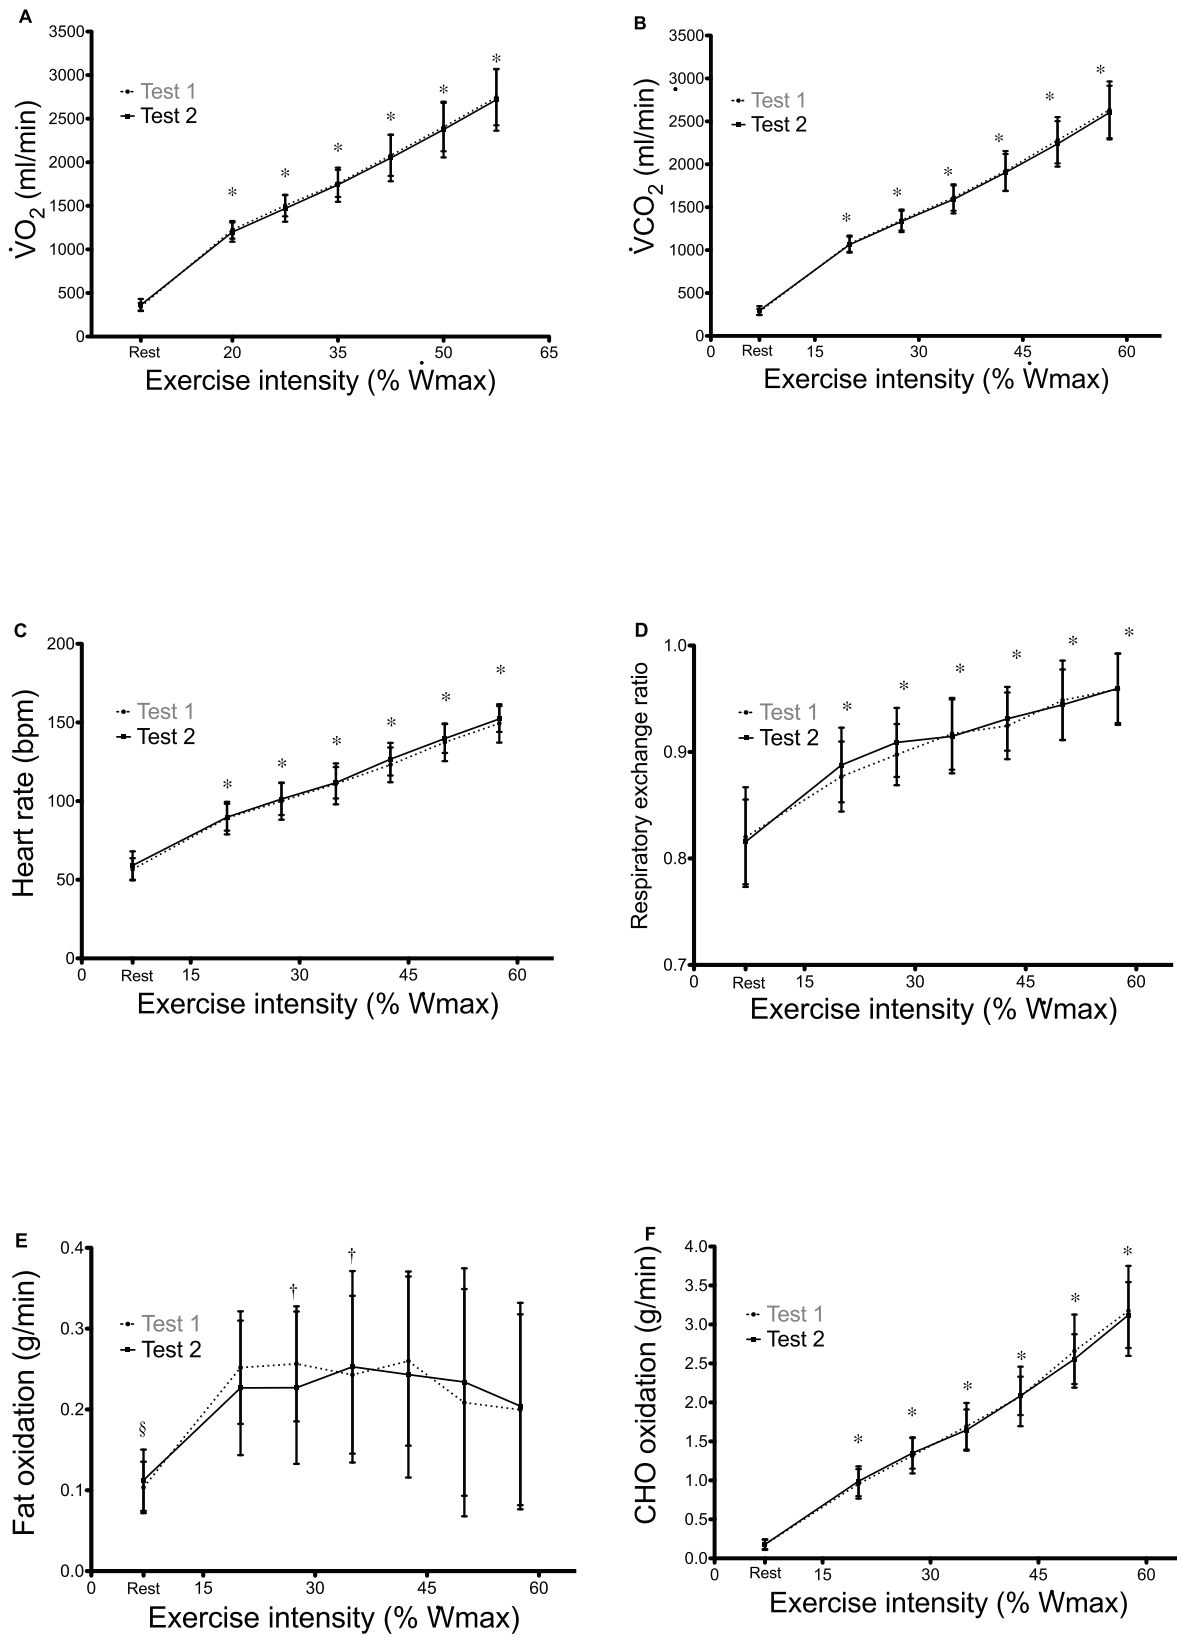 A
3500
3000
2500
2000
1500
1000
500
0
V̇O2 (ml/min)
Test 1
Test 2
* * * * * *
Rest 20 35 50 65
Exercise intensity (% Ẇmax)
B
3500
3000
2500
2000
1500
1000
500
0
V̇CO2 (ml/min)
Test 1
Test 2
* * * * * *
0 Rest 15 30 45 60
Exercise intensity (% Ẇmax)
C
200
150
100
50
0
Heart rate (bpm)
Test 1
Test 2
* * * * * *
0 Rest 15 30 45 60
Exercise intensity (% Ẇmax)
D
1.0
0.9
0.8
0.7
Respiratory exchange ratio
Test 1
Test 2
* * * * * *
0 Rest 15 30 45 60
Exercise intensity (% Ẇmax)
E
0.4
0.3
0.2
0.1
0.0
Fat oxidation (g/min)
Test 1
Test 2
§ † †
0 Rest 15 30 45 60
Exercise intensity (% Ẇmax)
F
4.0
3.5
3.0
2.5
2.0
1.5
1.0
0.5
0.0
CHO oxidation (g/min)
Test 1
Test 2
* * * * * *
0 Rest 15 30 45 60
Exercise intensity (% Ẇmax)